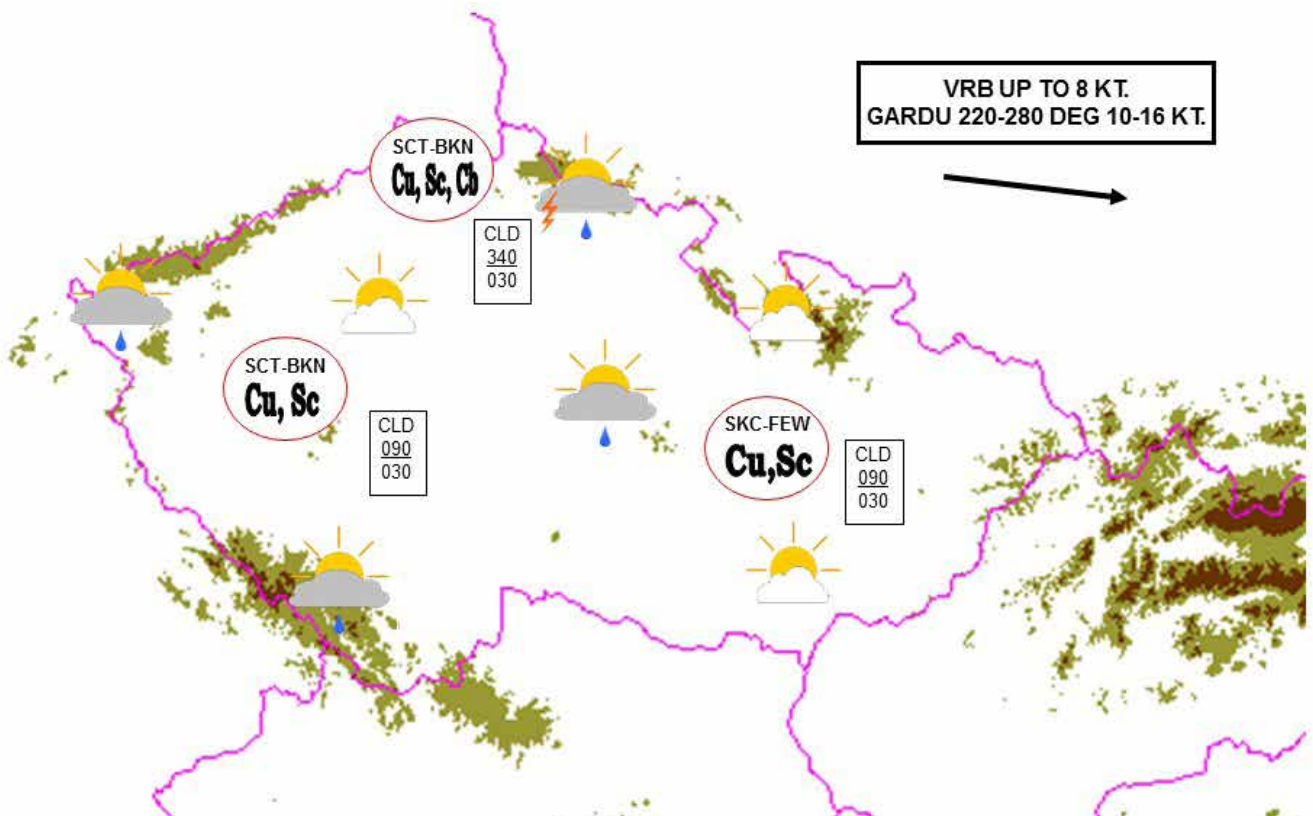 VRB UP TO 8 KT.
GARDU 220-280 DEG 10-16 KT.
SCT-BKN
Cu, Sc, Cb
CLD
340
030
SCT-BKN
Cu, Sc
CLD
090
030
SKC-FEW
Cu,Sc
CLD
090
030